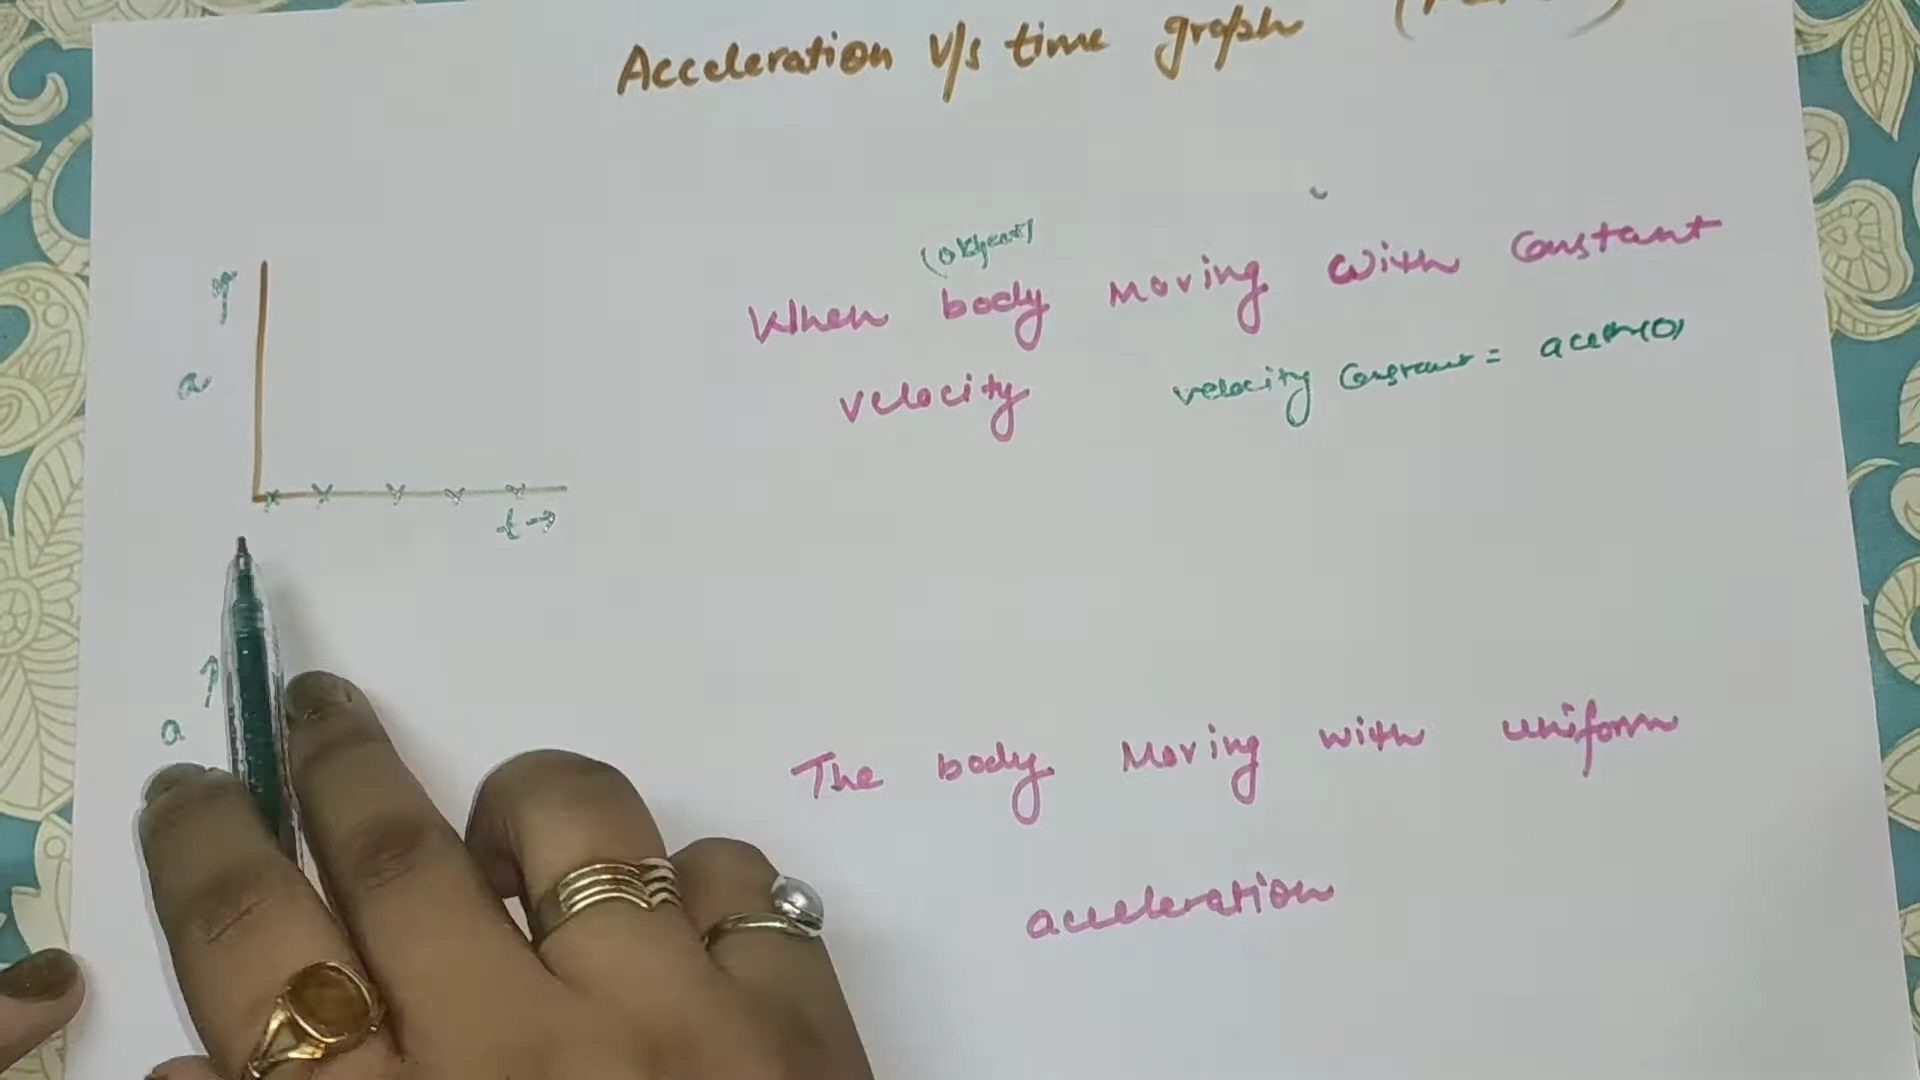 Acceleration v/s time graph
(object)
When body moving with constant
velocity velocity constant = accn(0)
a
t →
a
The body moving with uniform
acceleration